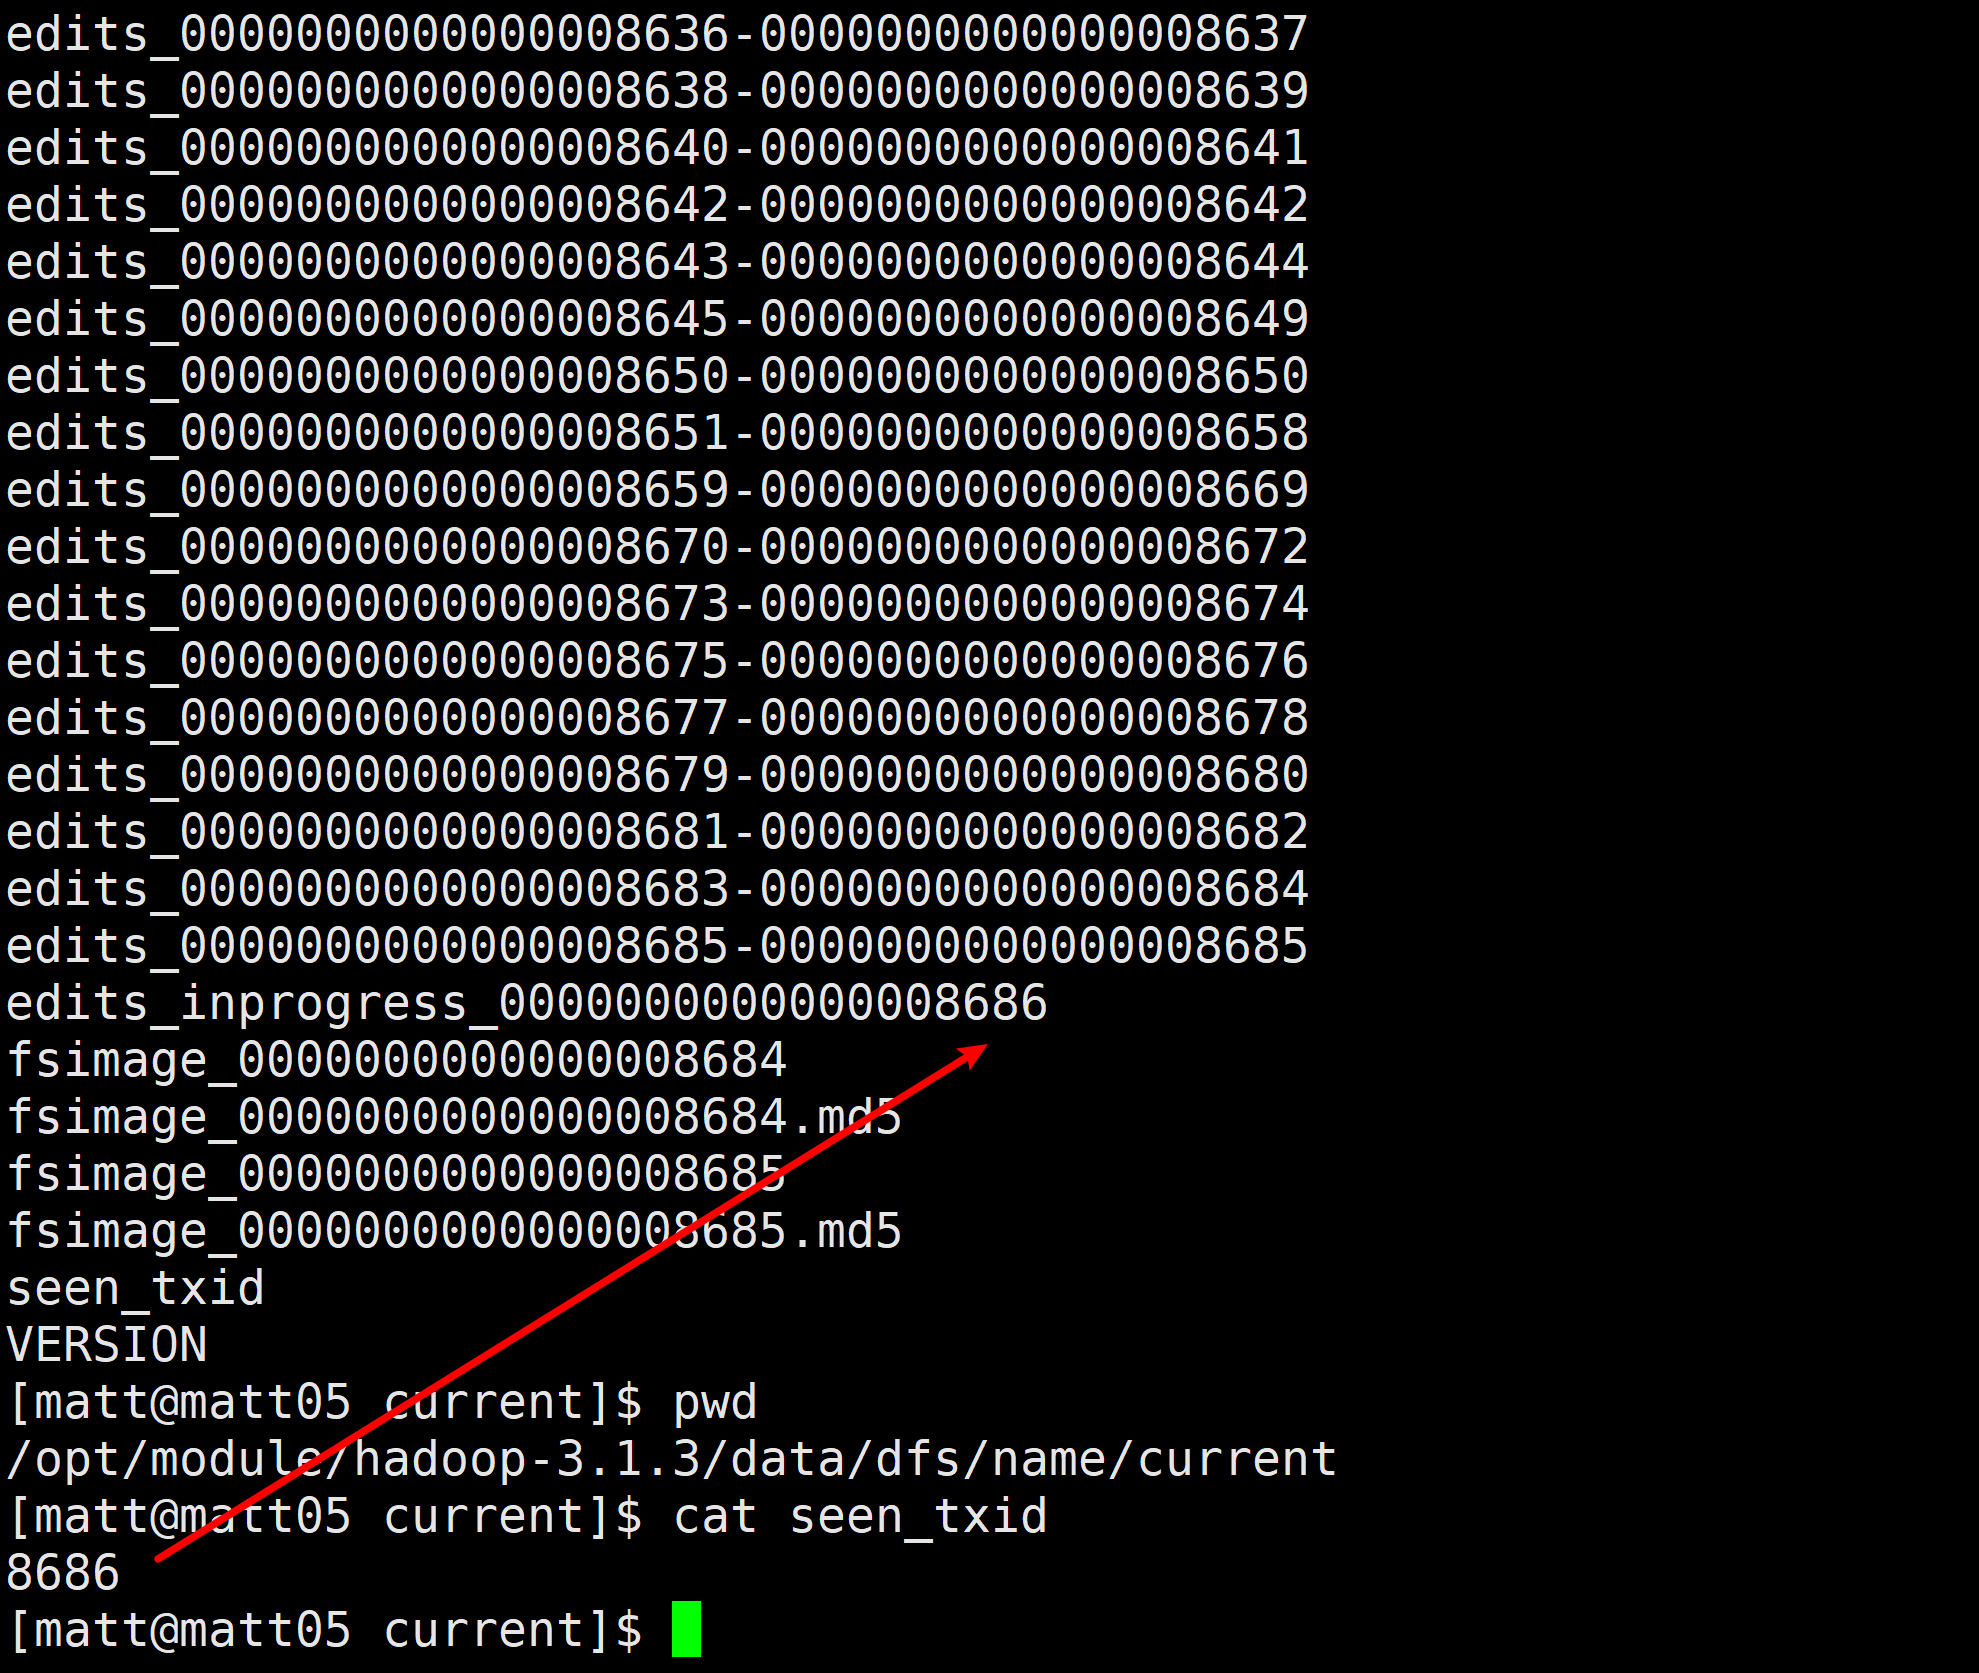 edits_0000000000000008636-0000000000000008637
edits_0000000000000008638-0000000000000008639
edits_0000000000000008640-0000000000000008641
edits_0000000000000008642-0000000000000008642
edits_0000000000000008643-0000000000000008644
edits_0000000000000008645-0000000000000008649
edits_0000000000000008650-0000000000000008650
edits_0000000000000008651-0000000000000008658
edits_0000000000000008659-0000000000000008669
edits_0000000000000008670-0000000000000008672
edits_0000000000000008673-0000000000000008674
edits_0000000000000008675-0000000000000008676
edits_0000000000000008677-0000000000000008678
edits_0000000000000008679-0000000000000008680
edits_0000000000000008681-0000000000000008682
edits_0000000000000008683-0000000000000008684
edits_0000000000000008685-0000000000000008685
edits_inprogress_0000000000000008686
fsimage_0000000000000008684
fsimage_0000000000000008684.md5
fsimage_0000000000000008685
fsimage_0000000000000008685.md5
seen_txid
VERSION
[matt@matt05 current]$ pwd
/opt/module/hadoop-3.1.3/data/dfs/name/current
[matt@matt05 current]$ cat seen_txid
8686
[matt@matt05 current]$